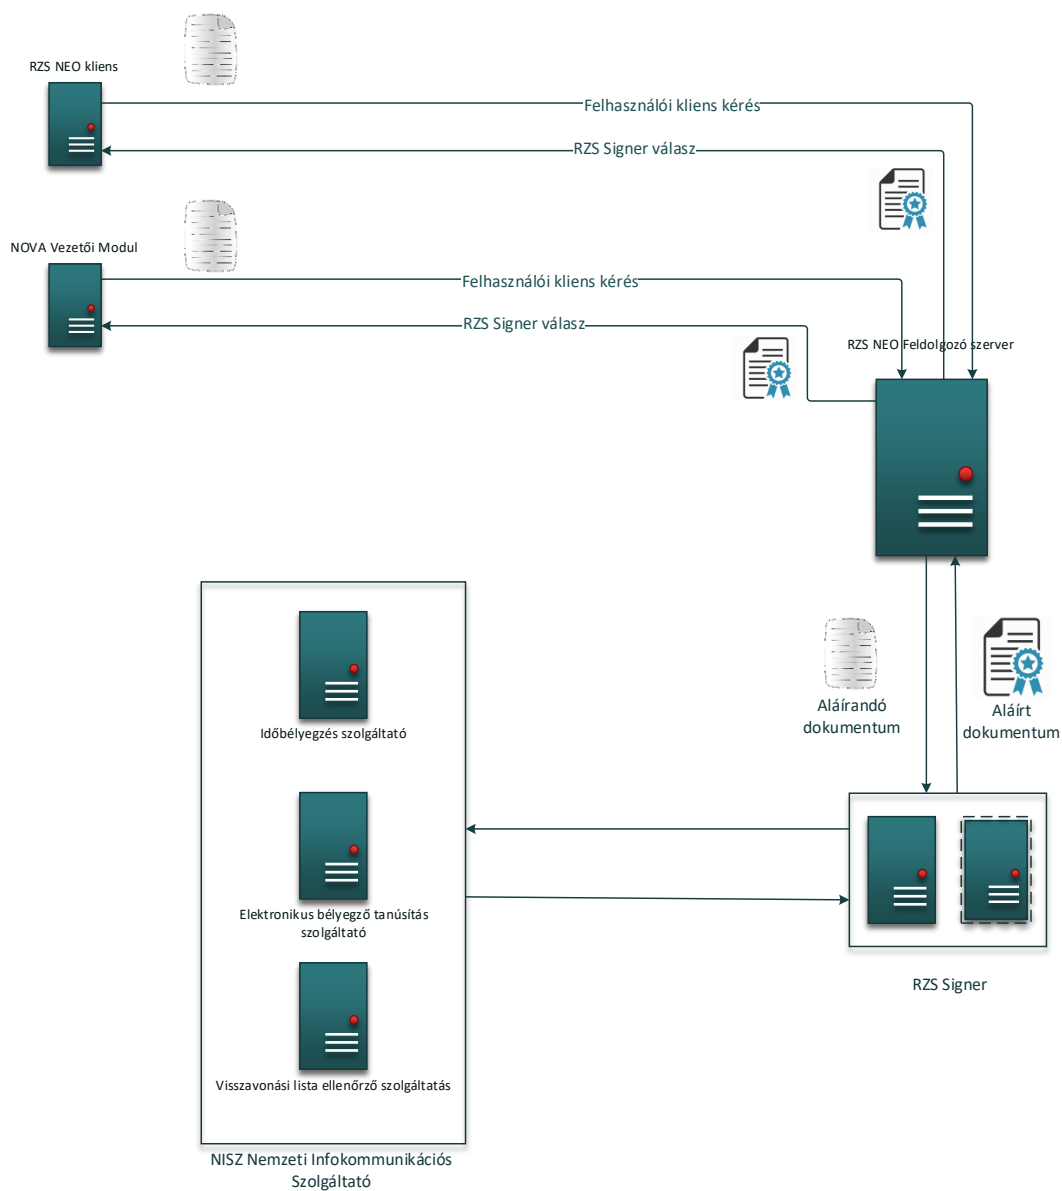 RZS NEO kliens
Felhasználói kliens kérés
RZS Signer válasz
NOVA Vezetői Modul
Felhasználói kliens kérés
RZS Signer válasz
RZS NEO Feldolgozó szerver
Aláírandó
dokumentum
Aláírt
dokumentum
Időbélyegzés szolgáltató
Elektronikus bélyegző tanúsítás
szolgáltató
RZS Signer
Visszavonási lista ellenőrző szolgáltatás
NISZ Nemzeti Infokommunikációs
Szolgáltató